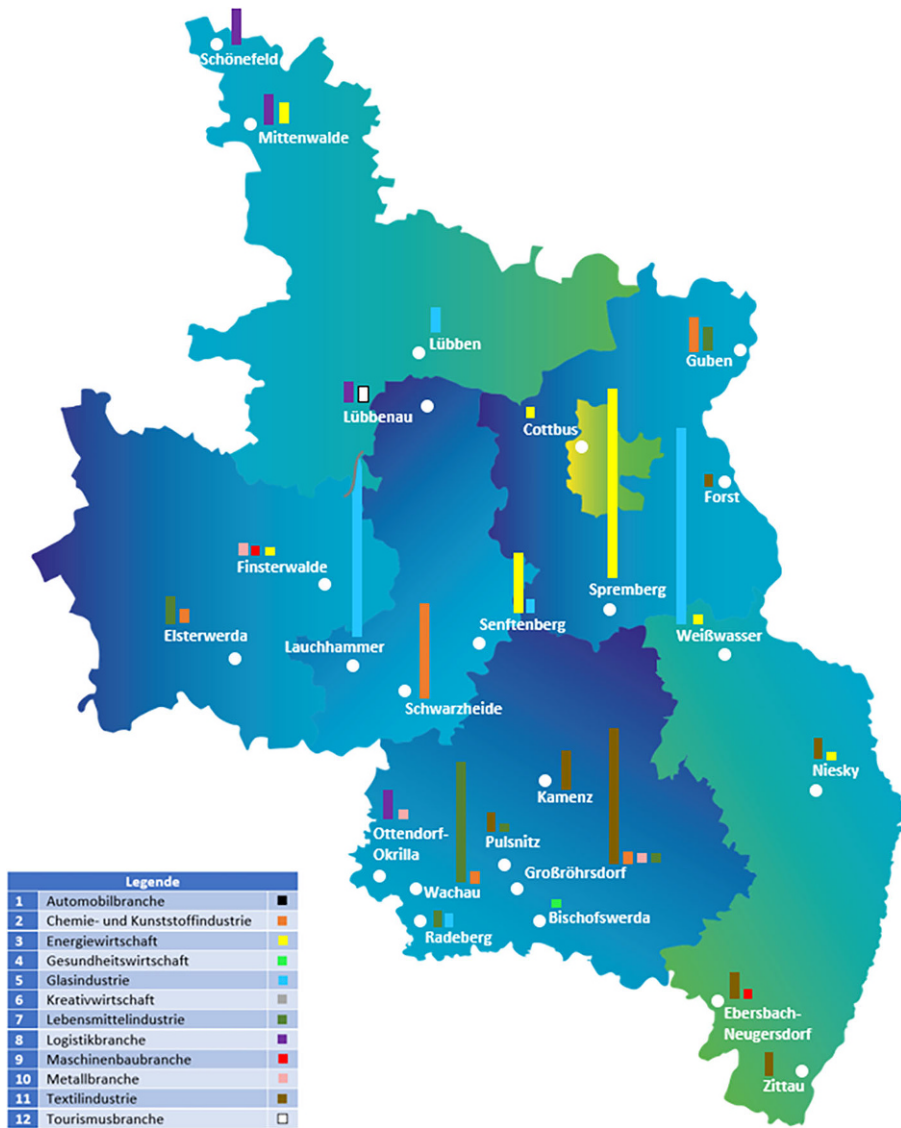 Schönefeld
Mittenwalde
Lübben
Guben
Lübbenau
Cottbus
Forst
Finsterwalde
Spremberg
Elsterwerda
Senftenberg
Weißwasser
Lauchhammer
Schwarzheide
Niesky
Kamenz
Ottendorf-
Okrilla
Pulsnitz
Großröhrsdorf
Wachau
Bischofswerda
Radeberg
Ebersbach-
Neugersdorf
Zittau
Legende
1 Automobilbranche
2 Chemie- und Kunststoffindustrie
3 Energiewirtschaft
4 Gesundheitswirtschaft
5 Glasindustrie
6 Kreativwirtschaft
7 Lebensmittelindustrie
8 Logistikbranche
9 Maschinenbaubranche
10 Metallbranche
11 Textilindustrie
12 Tourismusbranche